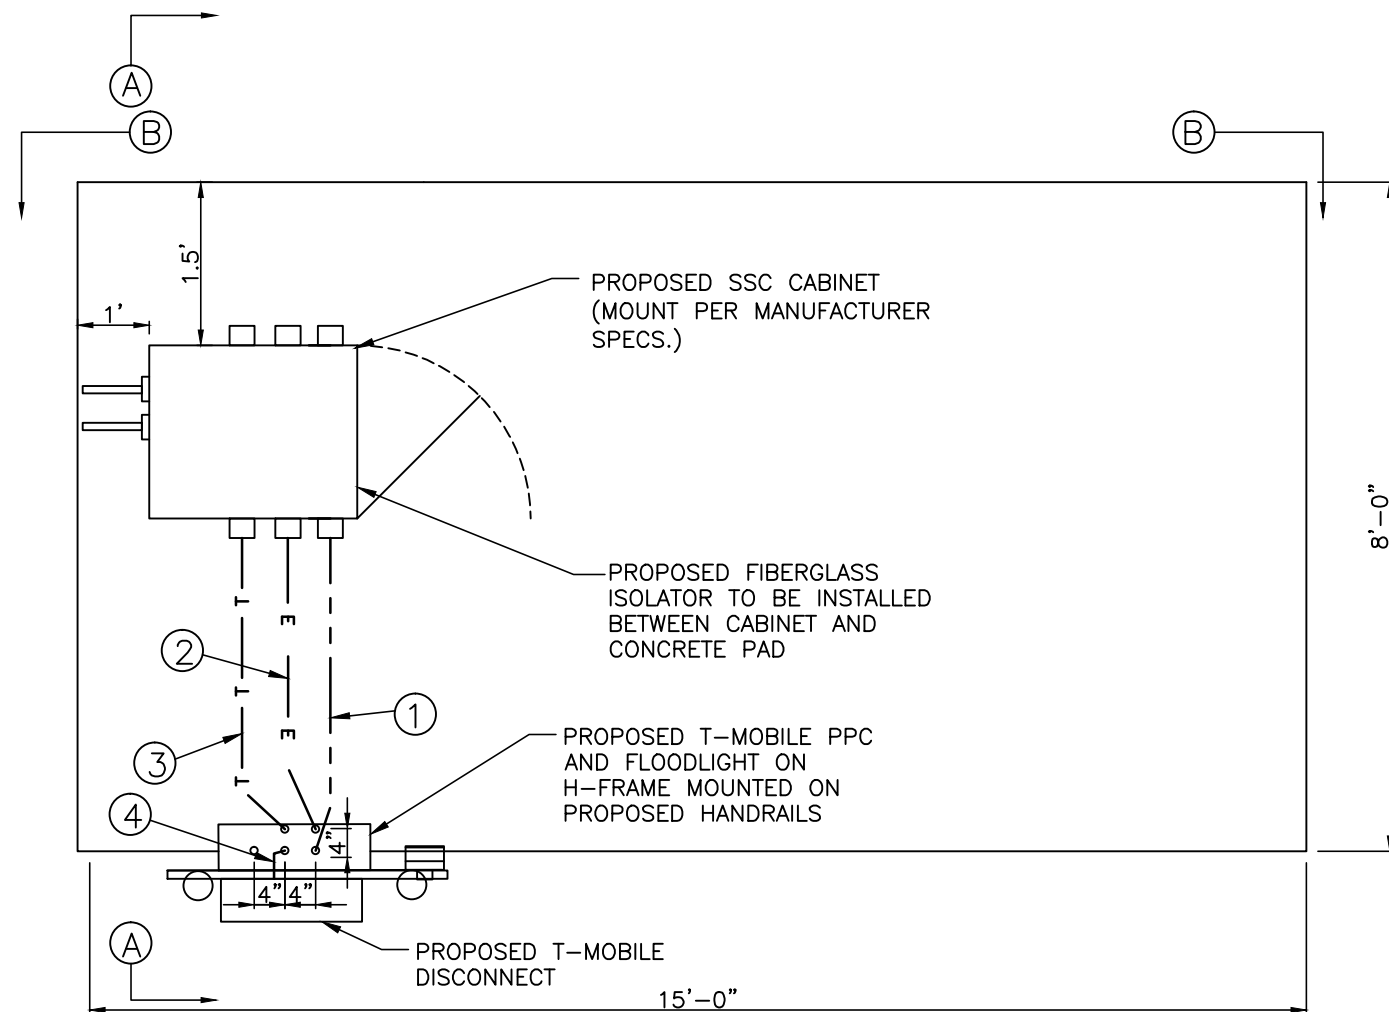 A
B
B
1.5'
1'
PROPOSED SSC CABINET
(MOUNT PER MANUFACTURER
SPECS.)
8'-0"
PROPOSED FIBERGLASS
ISOLATOR TO BE INSTALLED
BETWEEN CABINET AND
CONCRETE PAD
T
E
2
T
1
E
3
T
PROPOSED T-MOBILE PPC
AND FLOODLIGHT ON
H-FRAME MOUNTED ON
PROPOSED HANDRAILS
4
4"
4" 4"
A
PROPOSED T-MOBILE
DISCONNECT
15'-0"